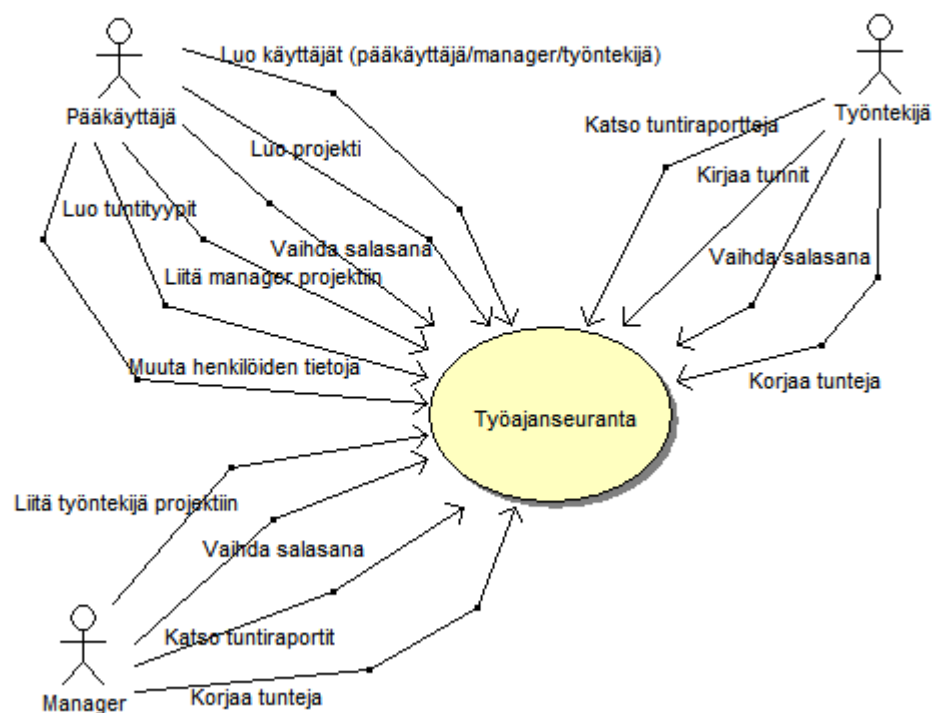 Luo käyttäjät (pääkäyttäjä/manager/työntekijä)
Pääkäyttäjä
Työntekijä
Katso tuntiraportteja
Luo projekti
Kirjaa tunnit
Luo tuntityypit
Vaihda salasana
Vaihda salasana
Liitä manager projektiin
Muuta henkilöiden tietoja
Korjaa tunteja
Työajanseuranta
Liitä työntekijä projektiin
Vaihda salasana
Katso tuntiraportit
Korjaa tunteja
Manager